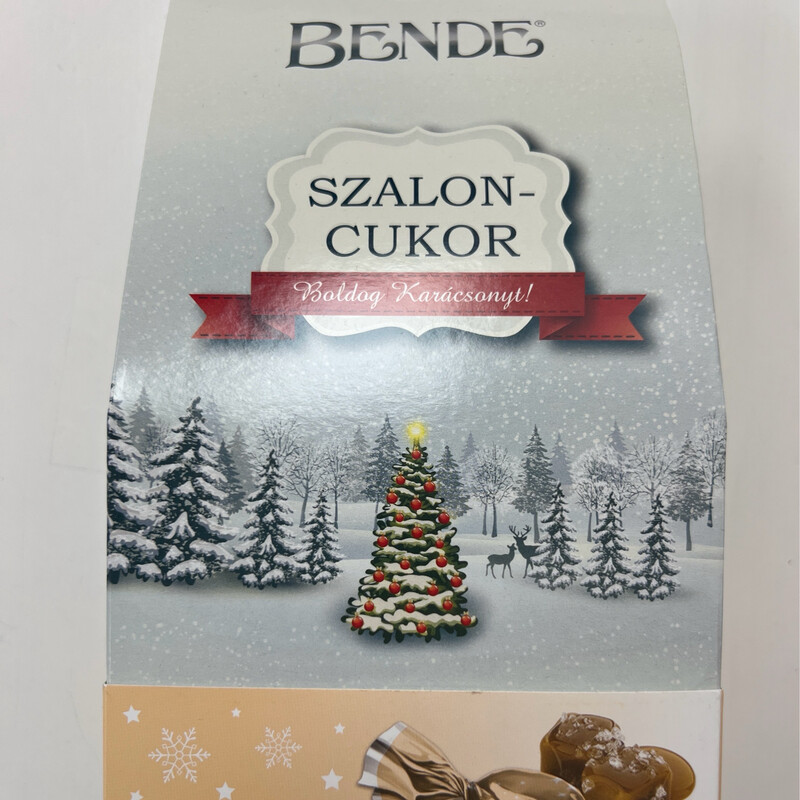 BENDE®
SZALON-
CUKOR
Boldog Karácsonyt!